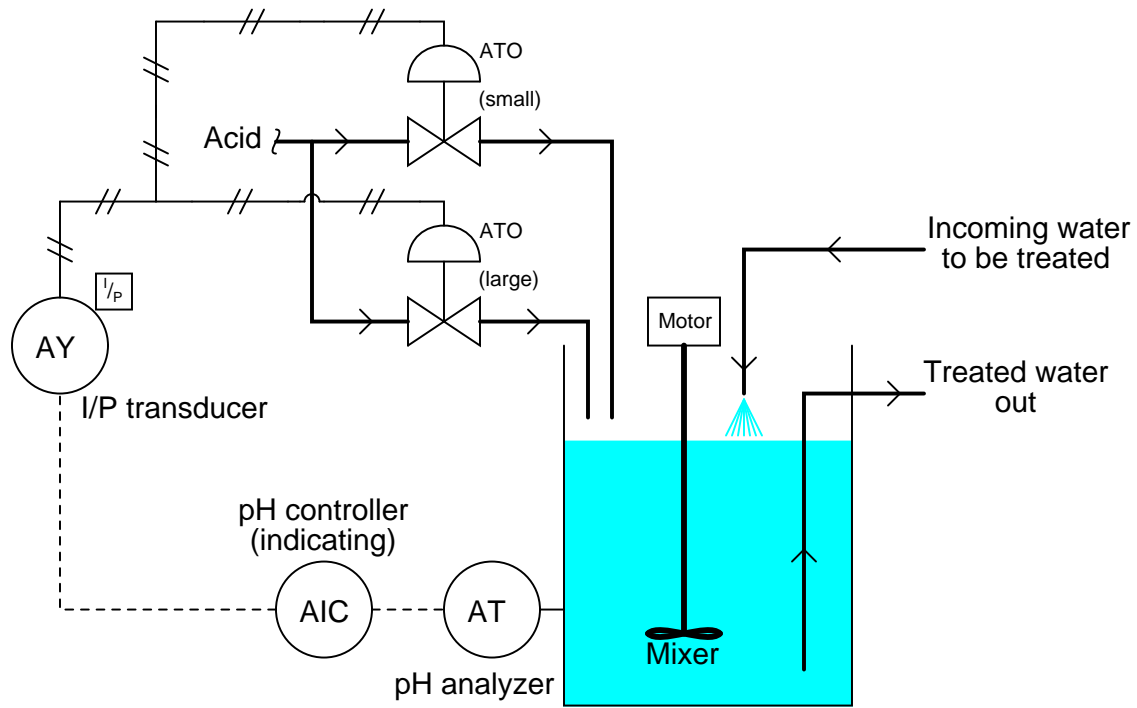 ATO
(small)
Acid
ATO
(large)
Incoming water
to be treated
I/P
Motor
AY
Treated water
out
I/P transducer
pH controller
(indicating)
AIC
AT
Mixer
pH analyzer